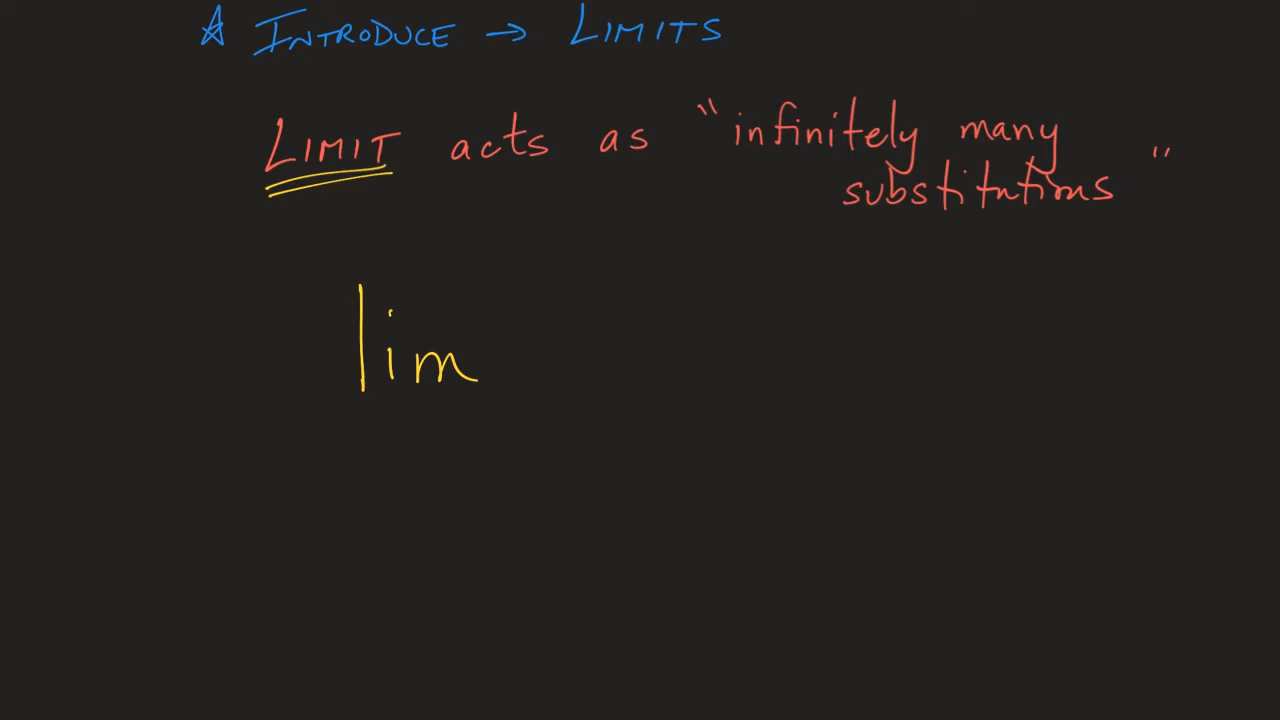 ☆ INTRODUCE → LIMITS
LIMIT acts as "infinitely many
substitutions"
lim